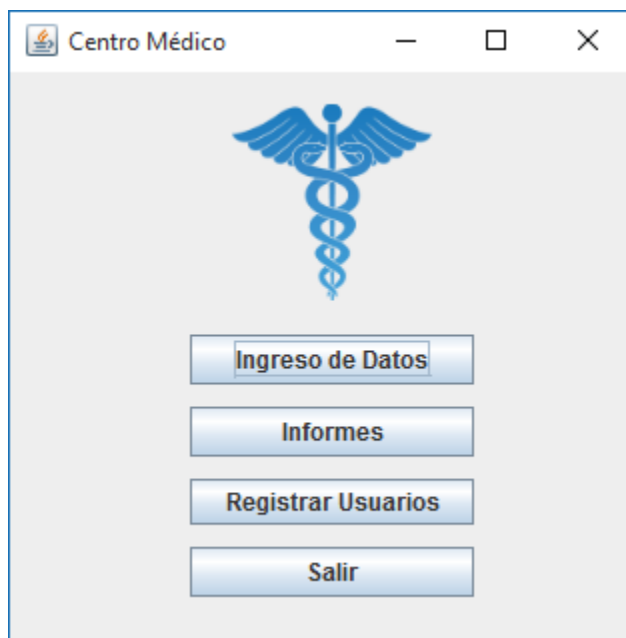 Centro Médico
Ingreso de Datos
Informes
Registrar Usuarios
Salir